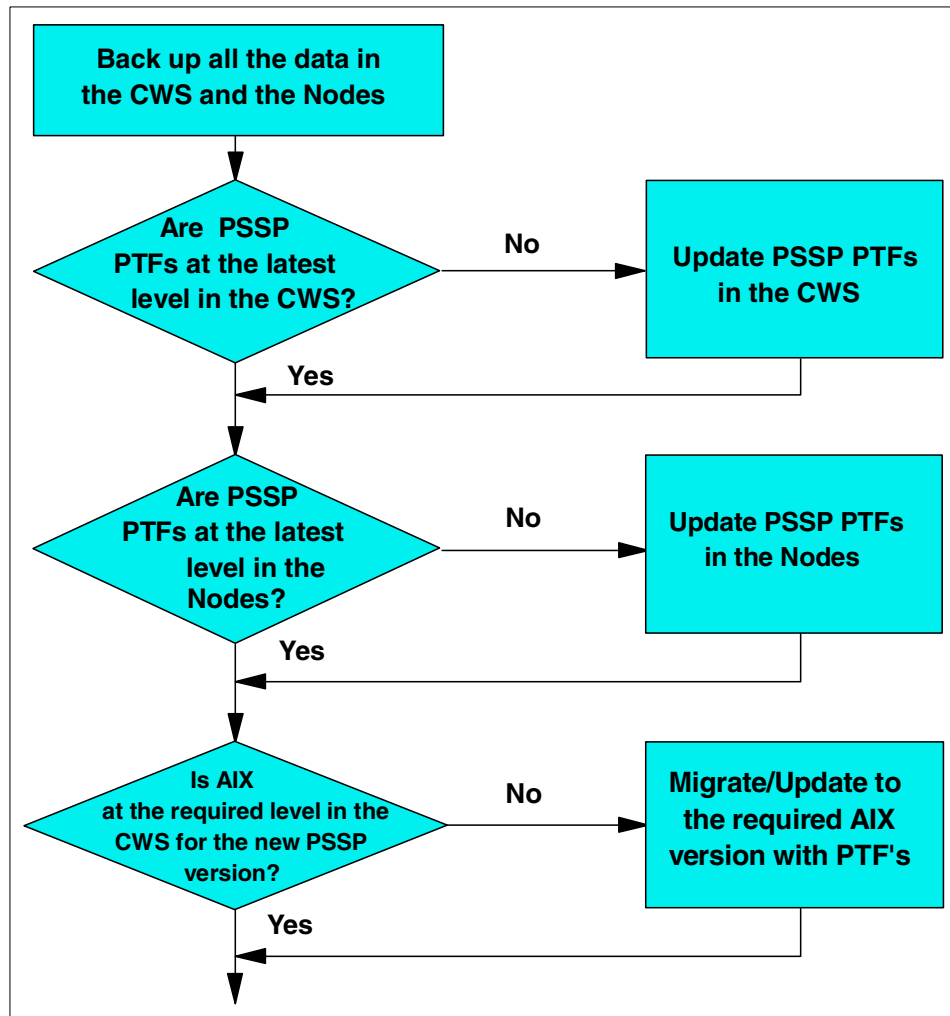 Back up all the data in
the CWS and the Nodes
Are PSSP
PTFs at the latest
level in the CWS?
No
Update PSSP PTFs
in the CWS
Yes
Are PSSP
PTFs at the latest
level in the
Nodes?
No
Update PSSP PTFs
in the Nodes
Yes
Is AIX
at the required level in the
CWS for the new PSSP
version?
No
Migrate/Update to
the required AIX
version with PTF's
Yes